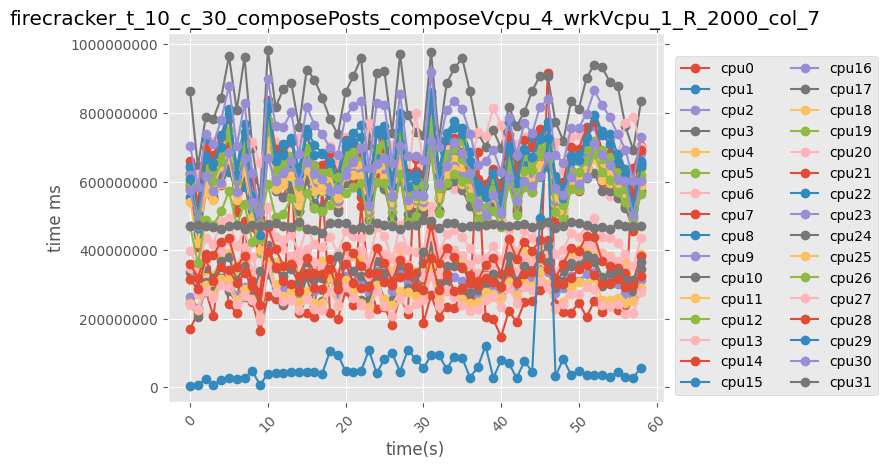 firecracker_t_10_c_30_composePosts_composeVcpu_4_wrkVcpu_1_R_2000_col_7
time ms
1000000000
800000000
600000000
400000000
200000000
0
0
10
20
30
40
50
60
time(s)
cpu0
cpu1
cpu2
cpu3
cpu4
cpu5
cpu6
cpu7
cpu8
cpu9
cpu10
cpu11
cpu12
cpu13
cpu14
cpu15
cpu16
cpu17
cpu18
cpu19
cpu20
cpu21
cpu22
cpu23
cpu24
cpu25
cpu26
cpu27
cpu28
cpu29
cpu30
cpu31